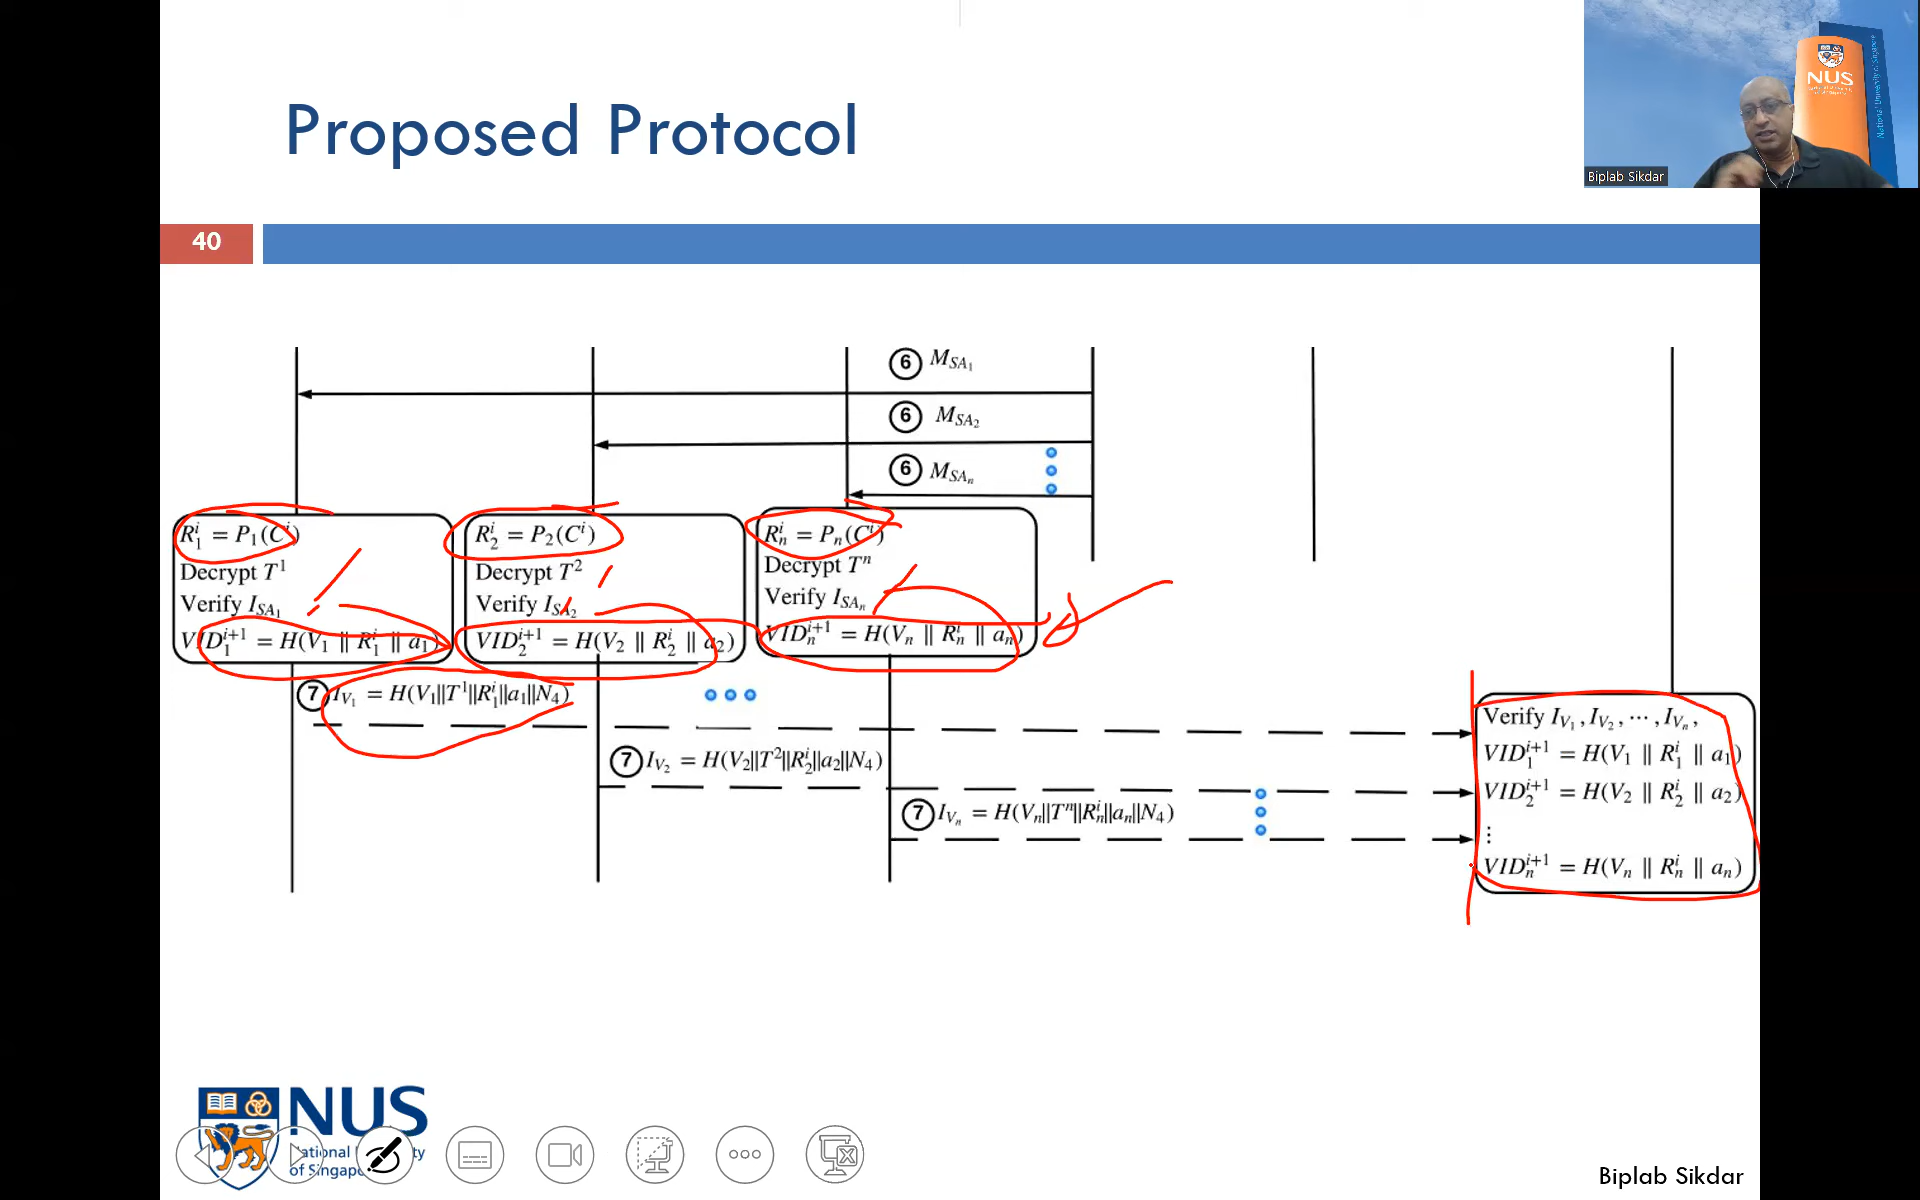 Proposed Protocol
NUS
Biplab Sikdar
40
6 M_{SA_1}
6 M_{SA_2}
6 M_{SA_n}
R_1^i = P_1(C^i)
Decrypt T^1
Verify I_{SA_1}
VID_1^{i+1} = H(V_1 ∥ R_1^i ∥ a_1)
R_2^i = P_2(C^i)
Decrypt T^2
Verify I_{SA_2}
VID_2^{i+1} = H(V_2 ∥ R_2^i ∥ a_2)
R_n^i = P_n(C^i)
Decrypt T^n
Verify I_{SA_n}
VID_n^{i+1} = H(V_n ∥ R_n^i ∥ a_n)
7 I_{V_1} = H(V_1||T^1||R_1^i||a_1||N_4)
7 I_{V_2} = H(V_2||T^2||R_2^i||a_2||N_4)
7 I_{V_n} = H(V_n||T^n||R_n^i||a_n||N_4)
Verify I_{V_1}, I_{V_2}, ⋯, I_{V_n},
VID_1^{i+1} = H(V_1 ∥ R_1^i ∥ a_1)
VID_2^{i+1} = H(V_2 ∥ R_2^i ∥ a_2)
⋮
VID_n^{i+1} = H(V_n ∥ R_n^i ∥ a_n)
NUS
of Singapore
Biplab Sikdar